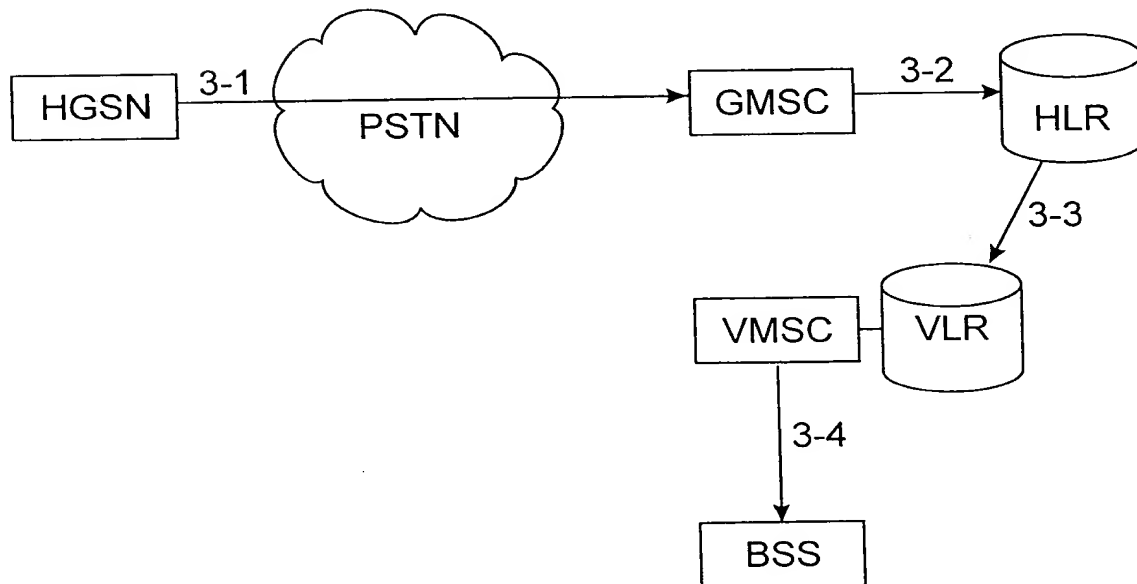 3-1
HGSN
PSTN
GMSC
3-2
HLR
3-3
VMSC
VLR
3-4
BSS